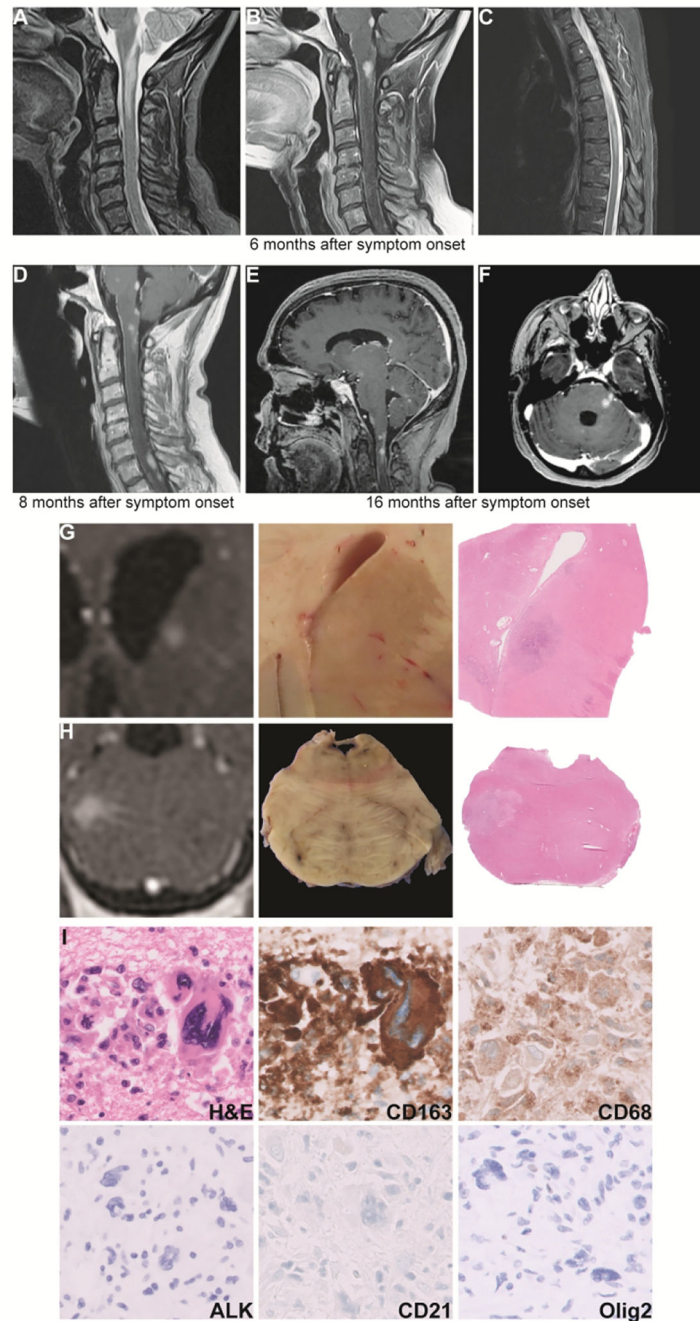 A
B
C
6 months after symptom onset
D
E
F
8 months after symptom onset
16 months after symptom onset
G
H
I
H&E
CD163
CD68
ALK
CD21
Olig2